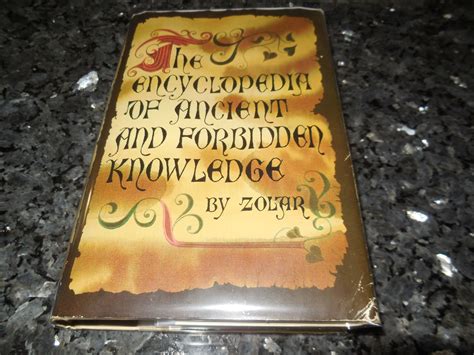 The
ENCYCLOPEDIA
OF ANCIENT
AND FORBIDDEN
KNOWLEDGE
BY ZOLAR